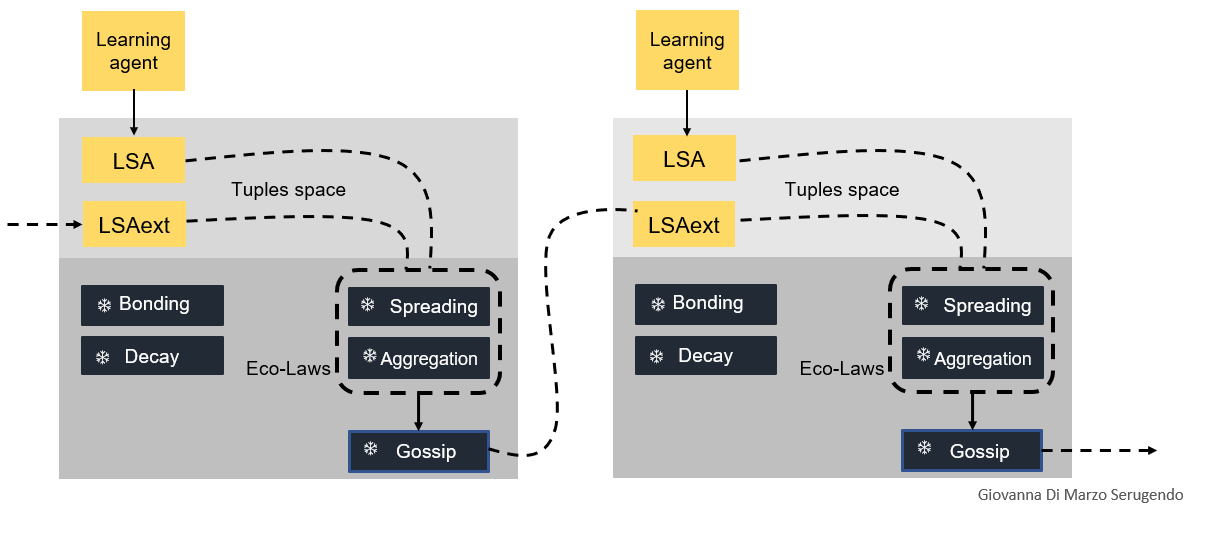 Learning
agent
LSA
Tuples space
LSAext
Bonding
Spreading
Decay
Aggregation
Eco-Laws
Gossip
Learning
agent
LSA
Tuples space
LSAext
Bonding
Spreading
Decay
Aggregation
Eco-Laws
Gossip
Giovanna Di Marzo Serugendo